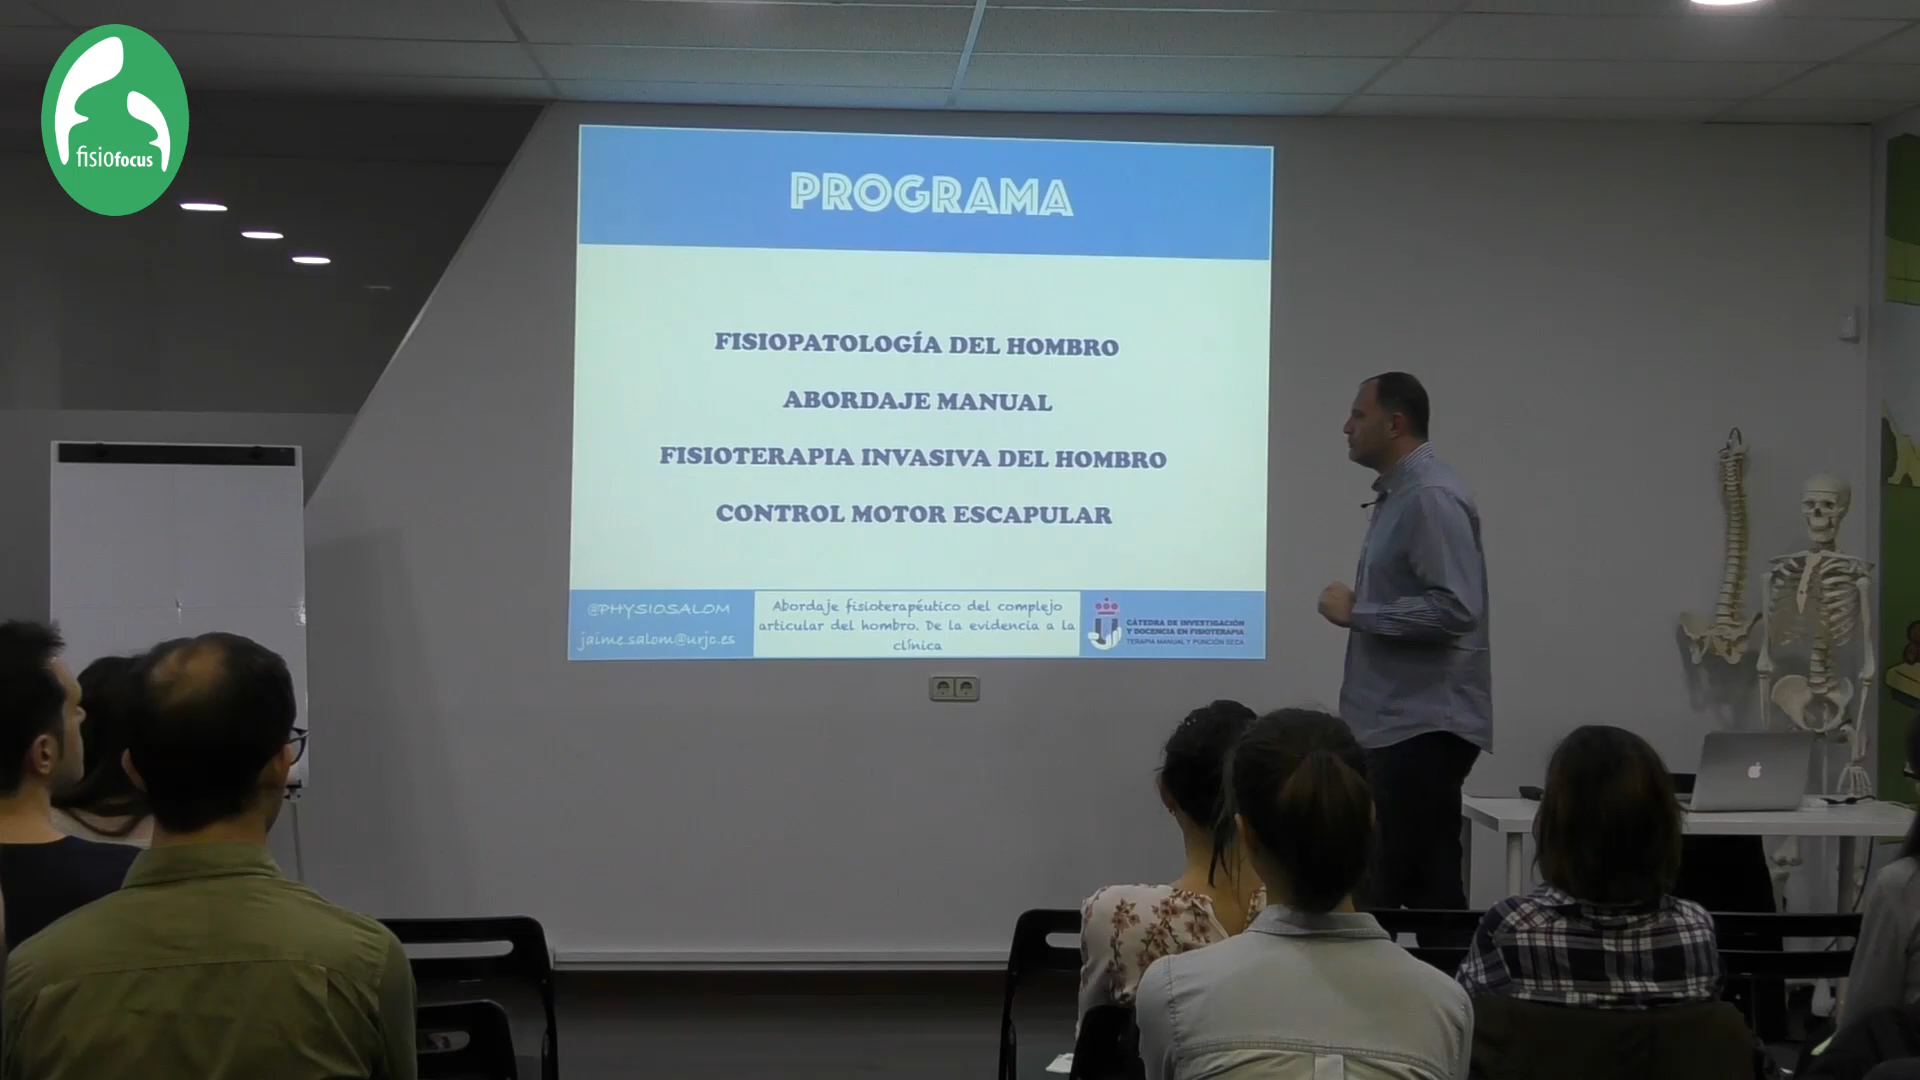 fisiofocus
PROGRAMA
FISIOPATOLOGÍA DEL HOMBRO
ABORDAJE MANUAL
FISIOTERAPIA INVASIVA DEL HOMBRO
CONTROL MOTOR ESCAPULAR
@PHYSIOSALOM
jaime.salom@urjc.es
Abordaje fisioterapéutico del complejo
articular del hombro. De la evidencia a la
clínica
CÁTEDRA DE INVESTIGACIÓN
Y DOCENCIA EN FISIOTERAPIA
TERAPIA MANUAL Y PUNCIÓN SECA